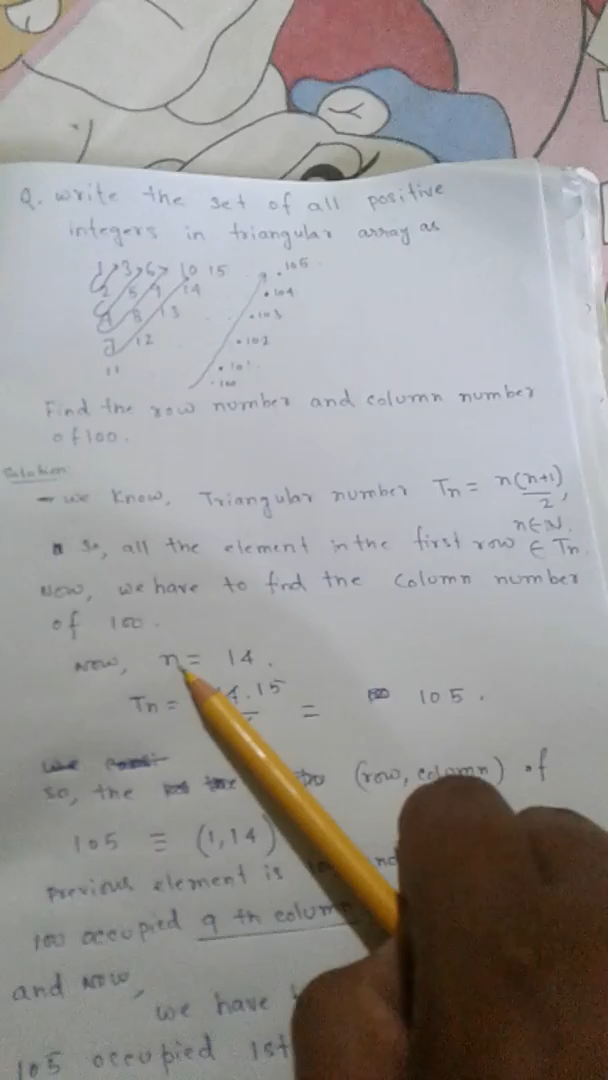 Q. Write the set of all positive
integers in triangular array as
1 3 6 10 15 .105
2 5 9 14 .104
4 8 13 .103
7 12 .102
11 .101
.100
Find the row number and column number
of 100.
Solution
we know, Triangular number Tn = n(n+1)/2,
n∈N.
So, all the element in the first row ∈ Tn.
Now, we have to find the column number
of 100.
Now, n = 14.
Tn = .15 = 105.
so, the (row, column) of
105 ≡ (1,14)
Previous element is
100 occupied 9 th column
and now,
we have
105 occupied 1st